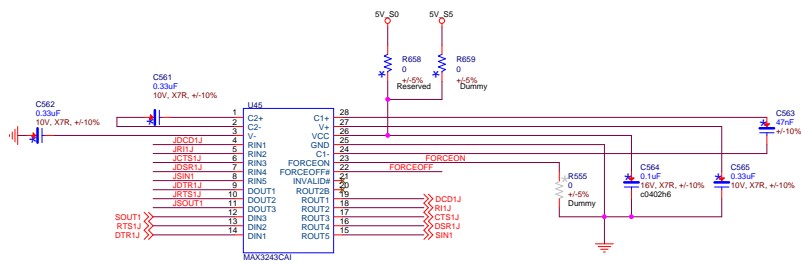 5V_S0 5V_S5
R658
0
+/-5%
Reserved
R659
0
+/-5%
Dummy
C561
0.33uF
10V, X7R, +/-10%
C562
0.33uF
10V, X7R, +/-10%
U45
1 C2+ C1+ 28
2 C2- V+ 27
3 V- VCC 26
JDCD1J 4 RIN1 GND 25
JRI1J 5 RIN2 C1- 24
JCTS1J 6 RIN3 FORCEON 23 FORCEON
JDSR1J 7 RIN4 FORCEOFF# 22 FORCEOFF
JSIN1 8 RIN5 INVALID# 21
JDTR1J 9 DOUT1 ROUT2B 20
JRTS1J 10 DOUT2 ROUT1 19 DCD1J
JSOUT1 11 DOUT3 ROUT2 18 RI1J
SOUT1 12 DIN3 ROUT3 17 CTS1J
RTS1J 13 DIN2 ROUT4 16 DSR1J
DTR1J 14 DIN1 ROUT5 15 SIN1
MAX3243CAI
C563
47nF
+/-10%
R555
0
+/-5%
Dummy
C564
0.1uF
16V, X7R, +/-10%
c0402h6
C565
0.33uF
10V, X7R, +/-10%